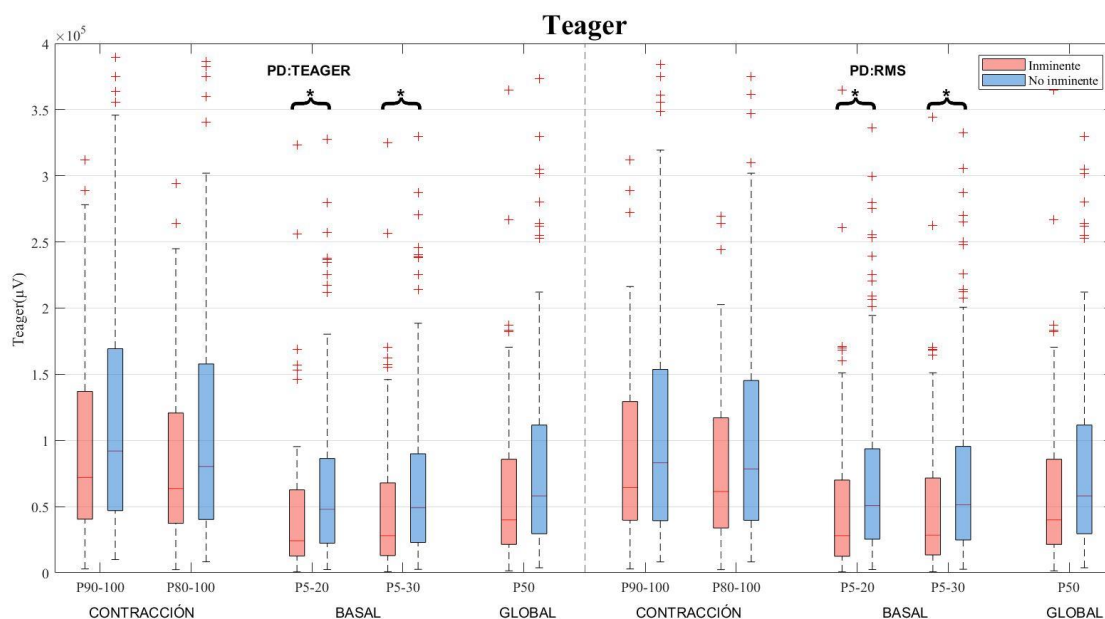 Teager
×10⁵
4
3.5
3
2.5
2
1.5
1
0.5
0
Teager(µV)
PD:TEAGER
* *
PD:RMS
* *
Inminente
No inminente
P90-100 P80-100 P5-20 P5-30 P50 P90-100 P80-100 P5-20 P5-30 P50
CONTRACCIÓN BASAL GLOBAL CONTRACCIÓN BASAL GLOBAL